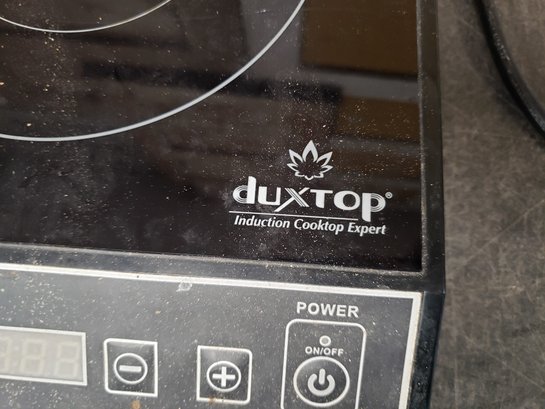 duxtop®
Induction Cooktop Expert
POWER
ON/OFF